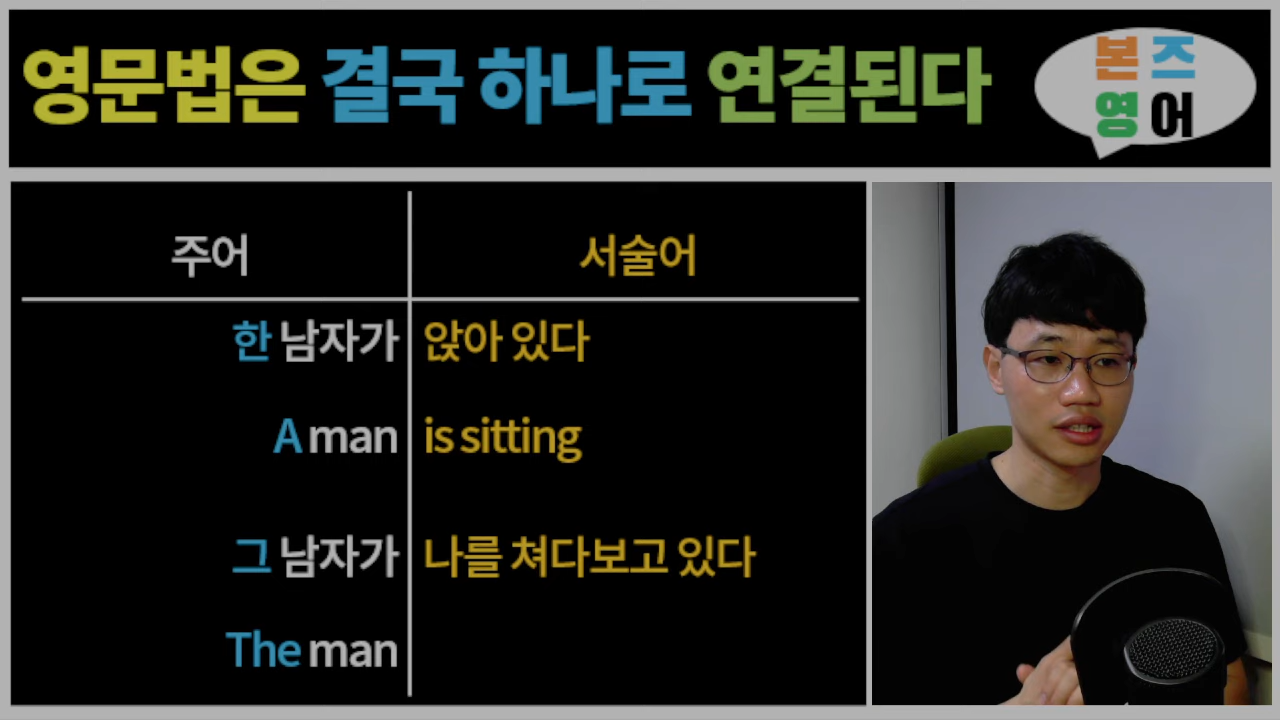 영문법은 결국 하나로 연결된다
본즈
영어
주어 서술어
한 남자가 앉아 있다
A man is sitting
그 남자가 나를 쳐다보고 있다
The man